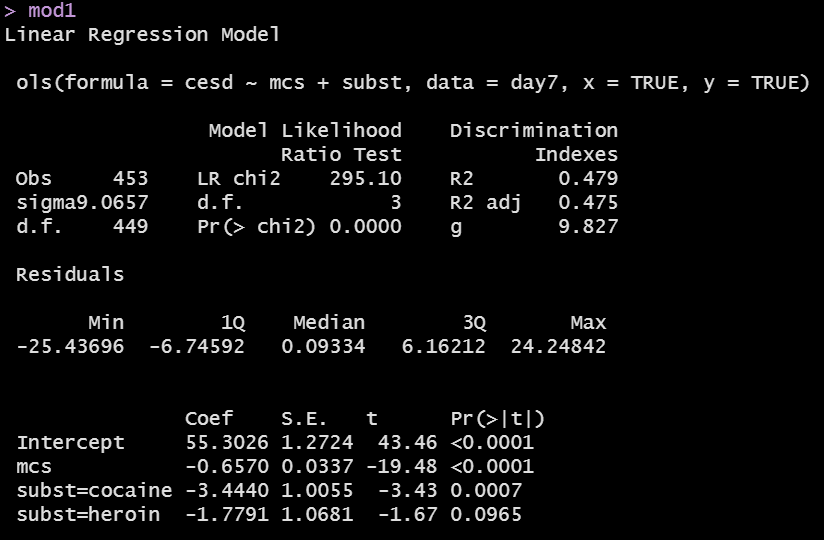 > mod1
Linear Regression Model
ols(formula = cesd ~ mcs + subst, data = day7, x = TRUE, y = TRUE)
Model Likelihood Discrimination
Ratio Test Indexes
Obs 453 LR chi2 295.10 R2 0.479
sigma9.0657 d.f. 3 R2 adj 0.475
d.f. 449 Pr(> chi2) 0.0000 g 9.827
Residuals
Min 1Q Median 3Q Max
-25.43696 -6.74592 0.09334 6.16212 24.24842
Coef S.E. t Pr(>|t|)
Intercept 55.3026 1.2724 43.46 <0.0001
mcs -0.6570 0.0337 -19.48 <0.0001
subst=cocaine -3.4440 1.0055 -3.43 0.0007
subst=heroin -1.7791 1.0681 -1.67 0.0965